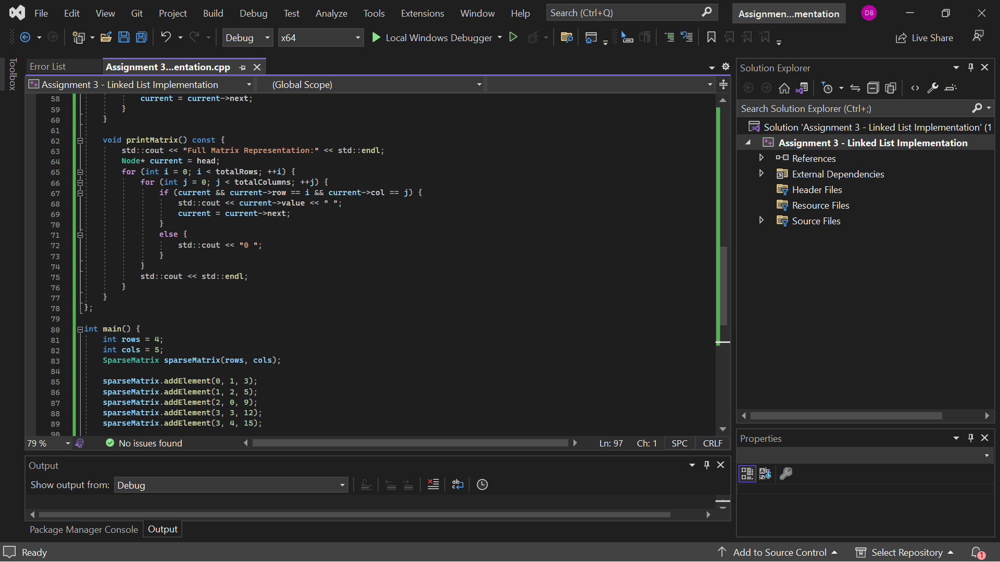 File Edit View Git Project Build Debug Test Analyze Tools Extensions Window Help Search (Ctrl+Q) Assignmen...mentation DB
Debug x64 Local Windows Debugger Live Share
Toolbox
Error List Assignment 3...entation.cpp
Assignment 3 - Linked List Implementation (Global Scope)
58 current = current->next;
59 }
60 }
61
62 void printMatrix() const {
63 std::cout << "Full Matrix Representation:" << std::endl;
64 Node* current = head;
65 for (int i = 0; i < totalRows; ++i) {
66 for (int j = 0; j < totalColumns; ++j) {
67 if (current && current->row == i && current->col == j) {
68 std::cout << current->value << " ";
69 current = current->next;
70 }
71 else {
72 std::cout << "0 ";
73 }
74 }
75 std::cout << std::endl;
76 }
77 }
78 };
79
80 int main() {
81 int rows = 4;
82 int cols = 5;
83 SparseMatrix sparseMatrix(rows, cols);
84
85 sparseMatrix.addElement(0, 1, 3);
86 sparseMatrix.addElement(1, 2, 5);
87 sparseMatrix.addElement(2, 0, 9);
88 sparseMatrix.addElement(3, 3, 12);
89 sparseMatrix.addElement(3, 4, 15);
90
79 % No issues found Ln: 97 Ch: 1 SPC CRLF
Output
Show output from: Debug
Package Manager Console Output
Solution Explorer
Search Solution Explorer (Ctrl+;)
Solution 'Assignment 3 - Linked List Implementation' (1
Assignment 3 - Linked List Implementation
References
External Dependencies
Header Files
Resource Files
Source Files
Properties
Ready Add to Source Control Select Repository 1